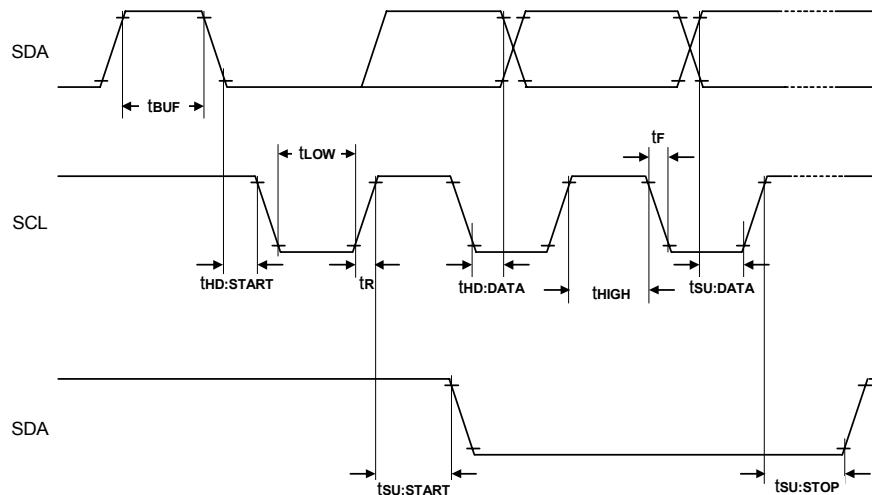 SDA
tBUF
tF
tLOW
SCL
tHD:START
tR
tHD:DATA
tHIGH
tSU:DATA
SDA
tSU:START
tSU:STOP